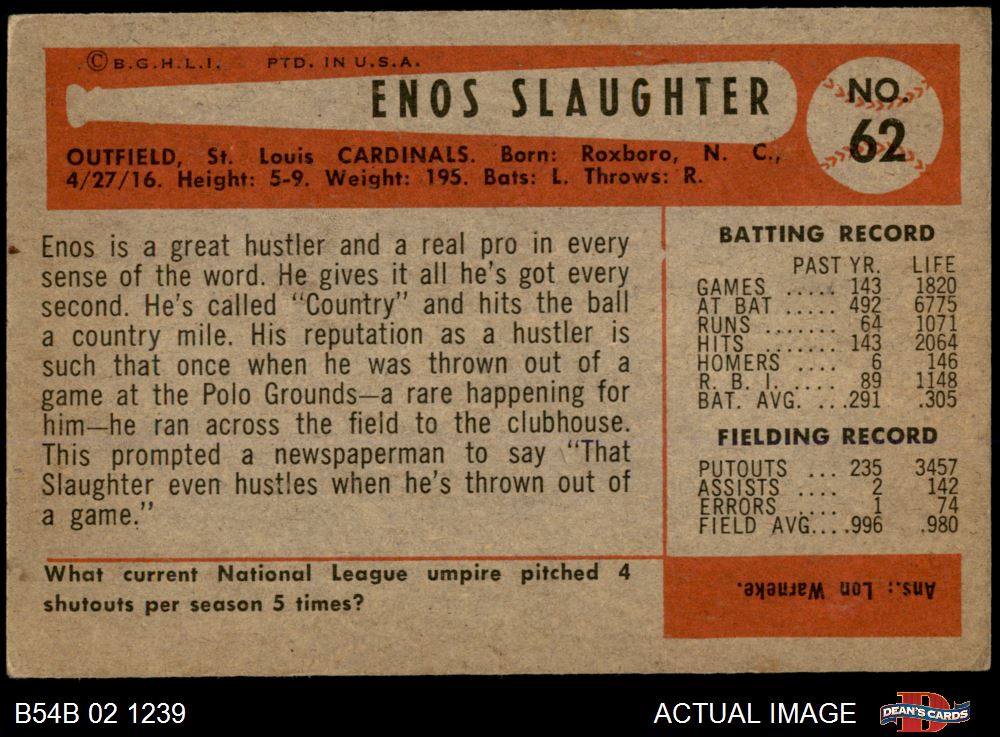 © B.G.H.L.I. PTD. IN U.S.A.
ENOS SLAUGHTER
NO.
62
OUTFIELD, St. Louis CARDINALS. Born: Roxboro, N. C.,
4/27/16. Height: 5-9. Weight: 195. Bats: L. Throws: R.
Enos is a great hustler and a real pro in every
sense of the word. He gives it all he's got every
second. He's called "Country" and hits the ball
a country mile. His reputation as a hustler is
such that once when he was thrown out of a
game at the Polo Grounds—a rare happening for
him—he ran across the field to the clubhouse.
This prompted a newspaperman to say "That
Slaughter even hustles when he's thrown out of
a game."
What current National League umpire pitched 4
shutouts per season 5 times?
BATTING RECORD
PAST YR. LIFE
GAMES ..... 143 1820
AT BAT ..... 492 6775
RUNS ....... 64 1071
HITS ....... 143 2064
HOMERS .... 6 146
R. B. I. .... 89 1148
BAT. AVG. ...291 .305
FIELDING RECORD
PUTOUTS ... 235 3457
ASSISTS .... 2 142
ERRORS .... 1 74
FIELD AVG....996 .980
Ans.: Lon Warneke.
B54B 02 1239
ACTUAL IMAGE
D
DEAN'S CARDS